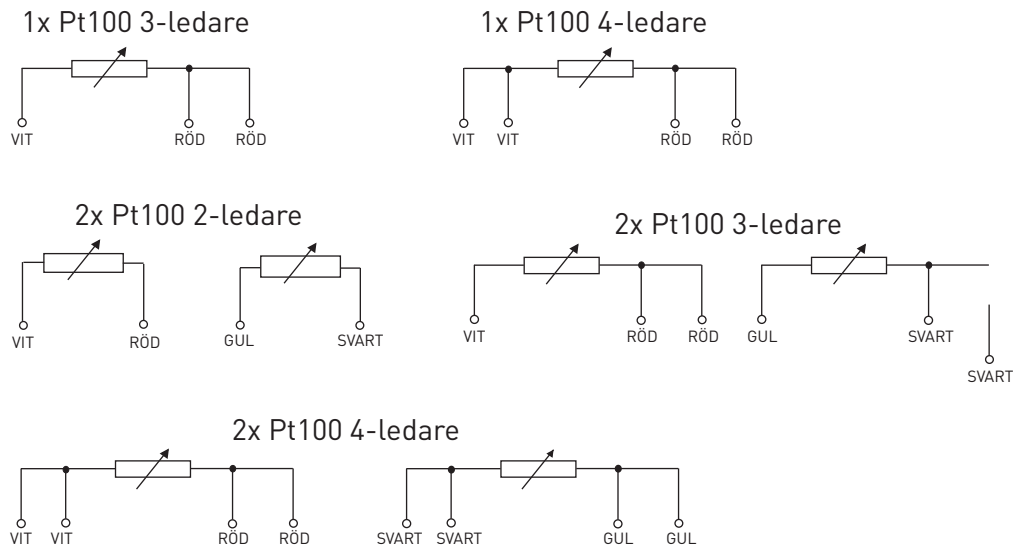 1x Pt100 3-ledare
VIT RÖD RÖD
1x Pt100 4-ledare
VIT VIT RÖD RÖD
2x Pt100 2-ledare
VIT RÖD GUL SVART
2x Pt100 3-ledare
VIT RÖD RÖD GUL SVART
SVART
2x Pt100 4-ledare
VIT VIT RÖD RÖD SVART SVART GUL GUL